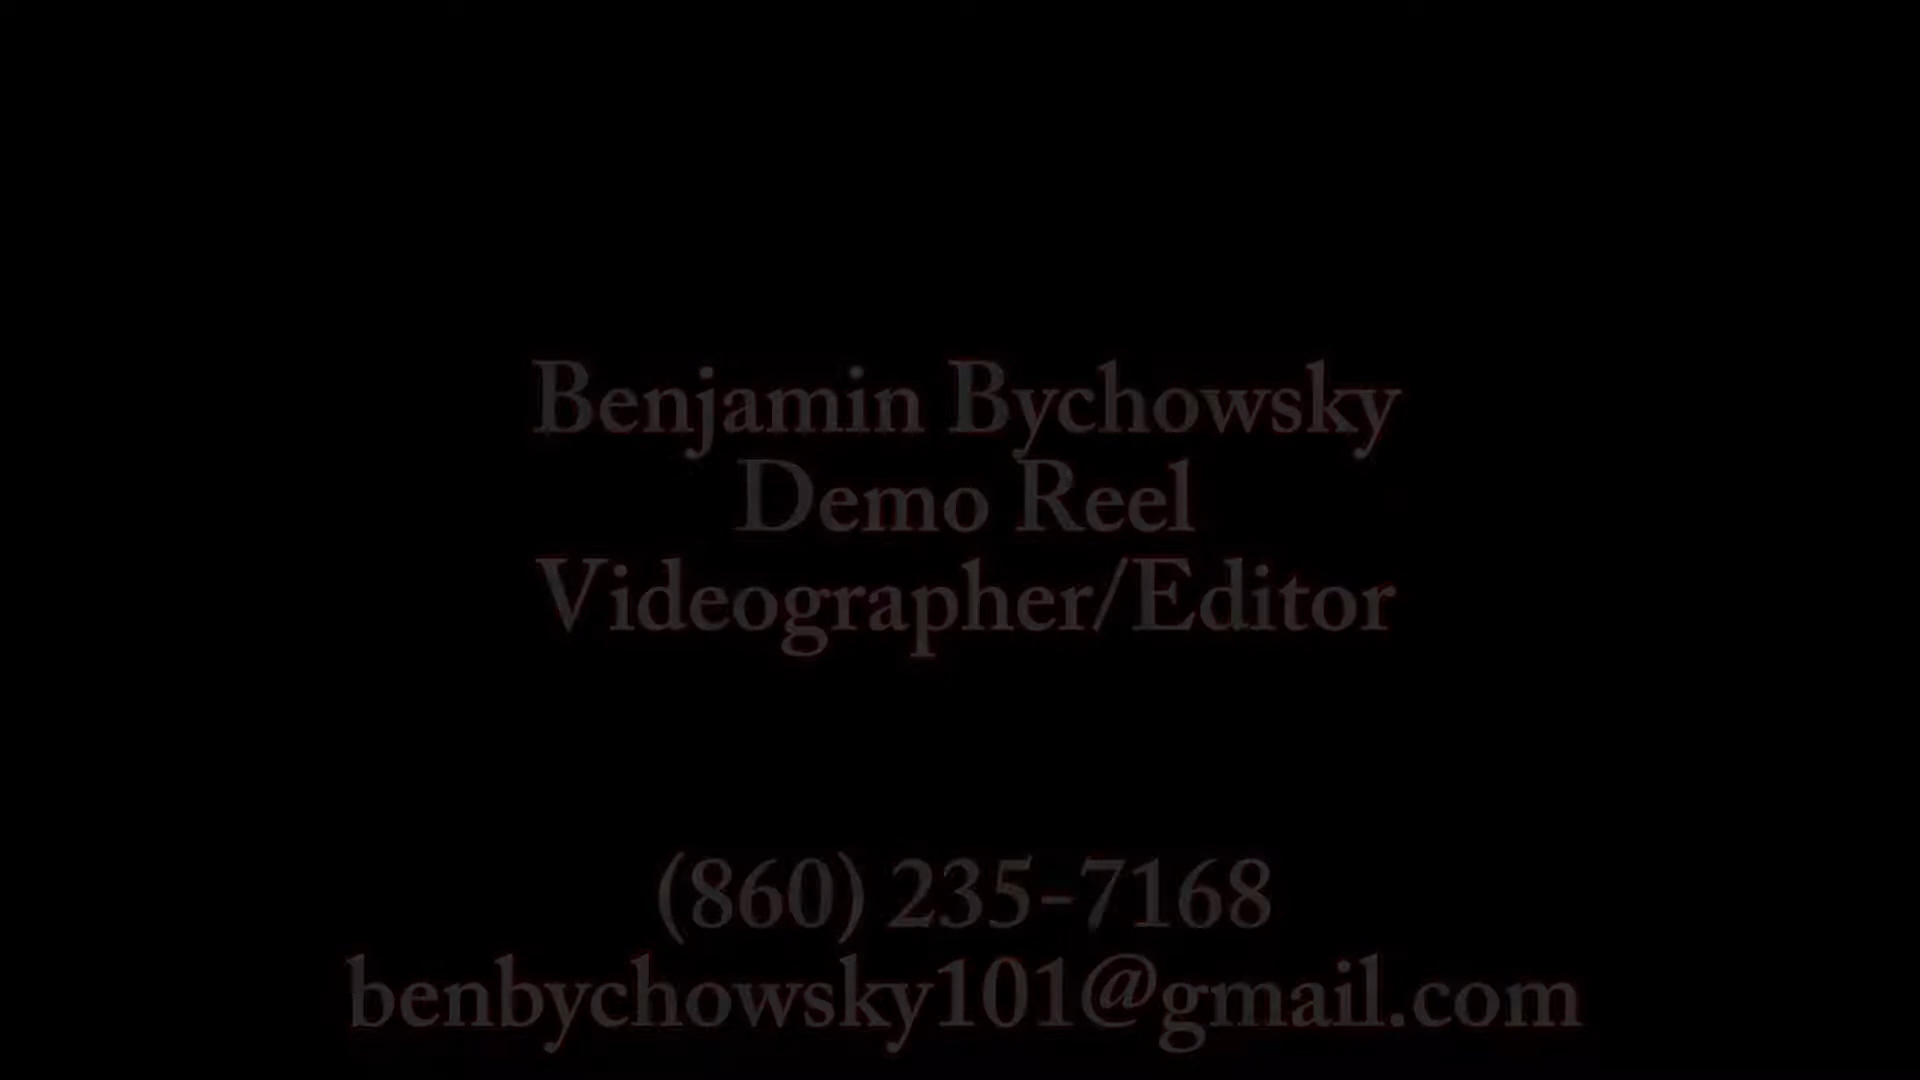 Benjamin Bychowsky
Demo Reel
Videographer/Editor
(860) 235-7168
benbychowsky101@gmail.com